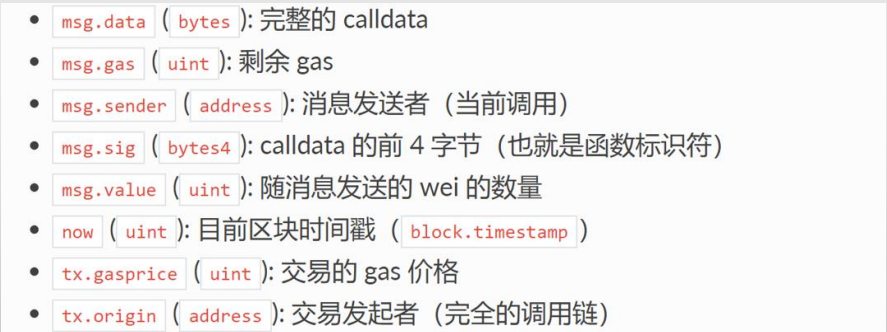 • msg.data (bytes): 完整的 calldata
• msg.gas (uint): 剩余 gas
• msg.sender (address): 消息发送者（当前调用）
• msg.sig (bytes4): calldata 的前 4 字节（也就是函数标识符）
• msg.value (uint): 随消息发送的 wei 的数量
• now (uint): 目前区块时间戳（block.timestamp）
• tx.gasprice (uint): 交易的 gas 价格
• tx.origin (address): 交易发起者（完全的调用链）